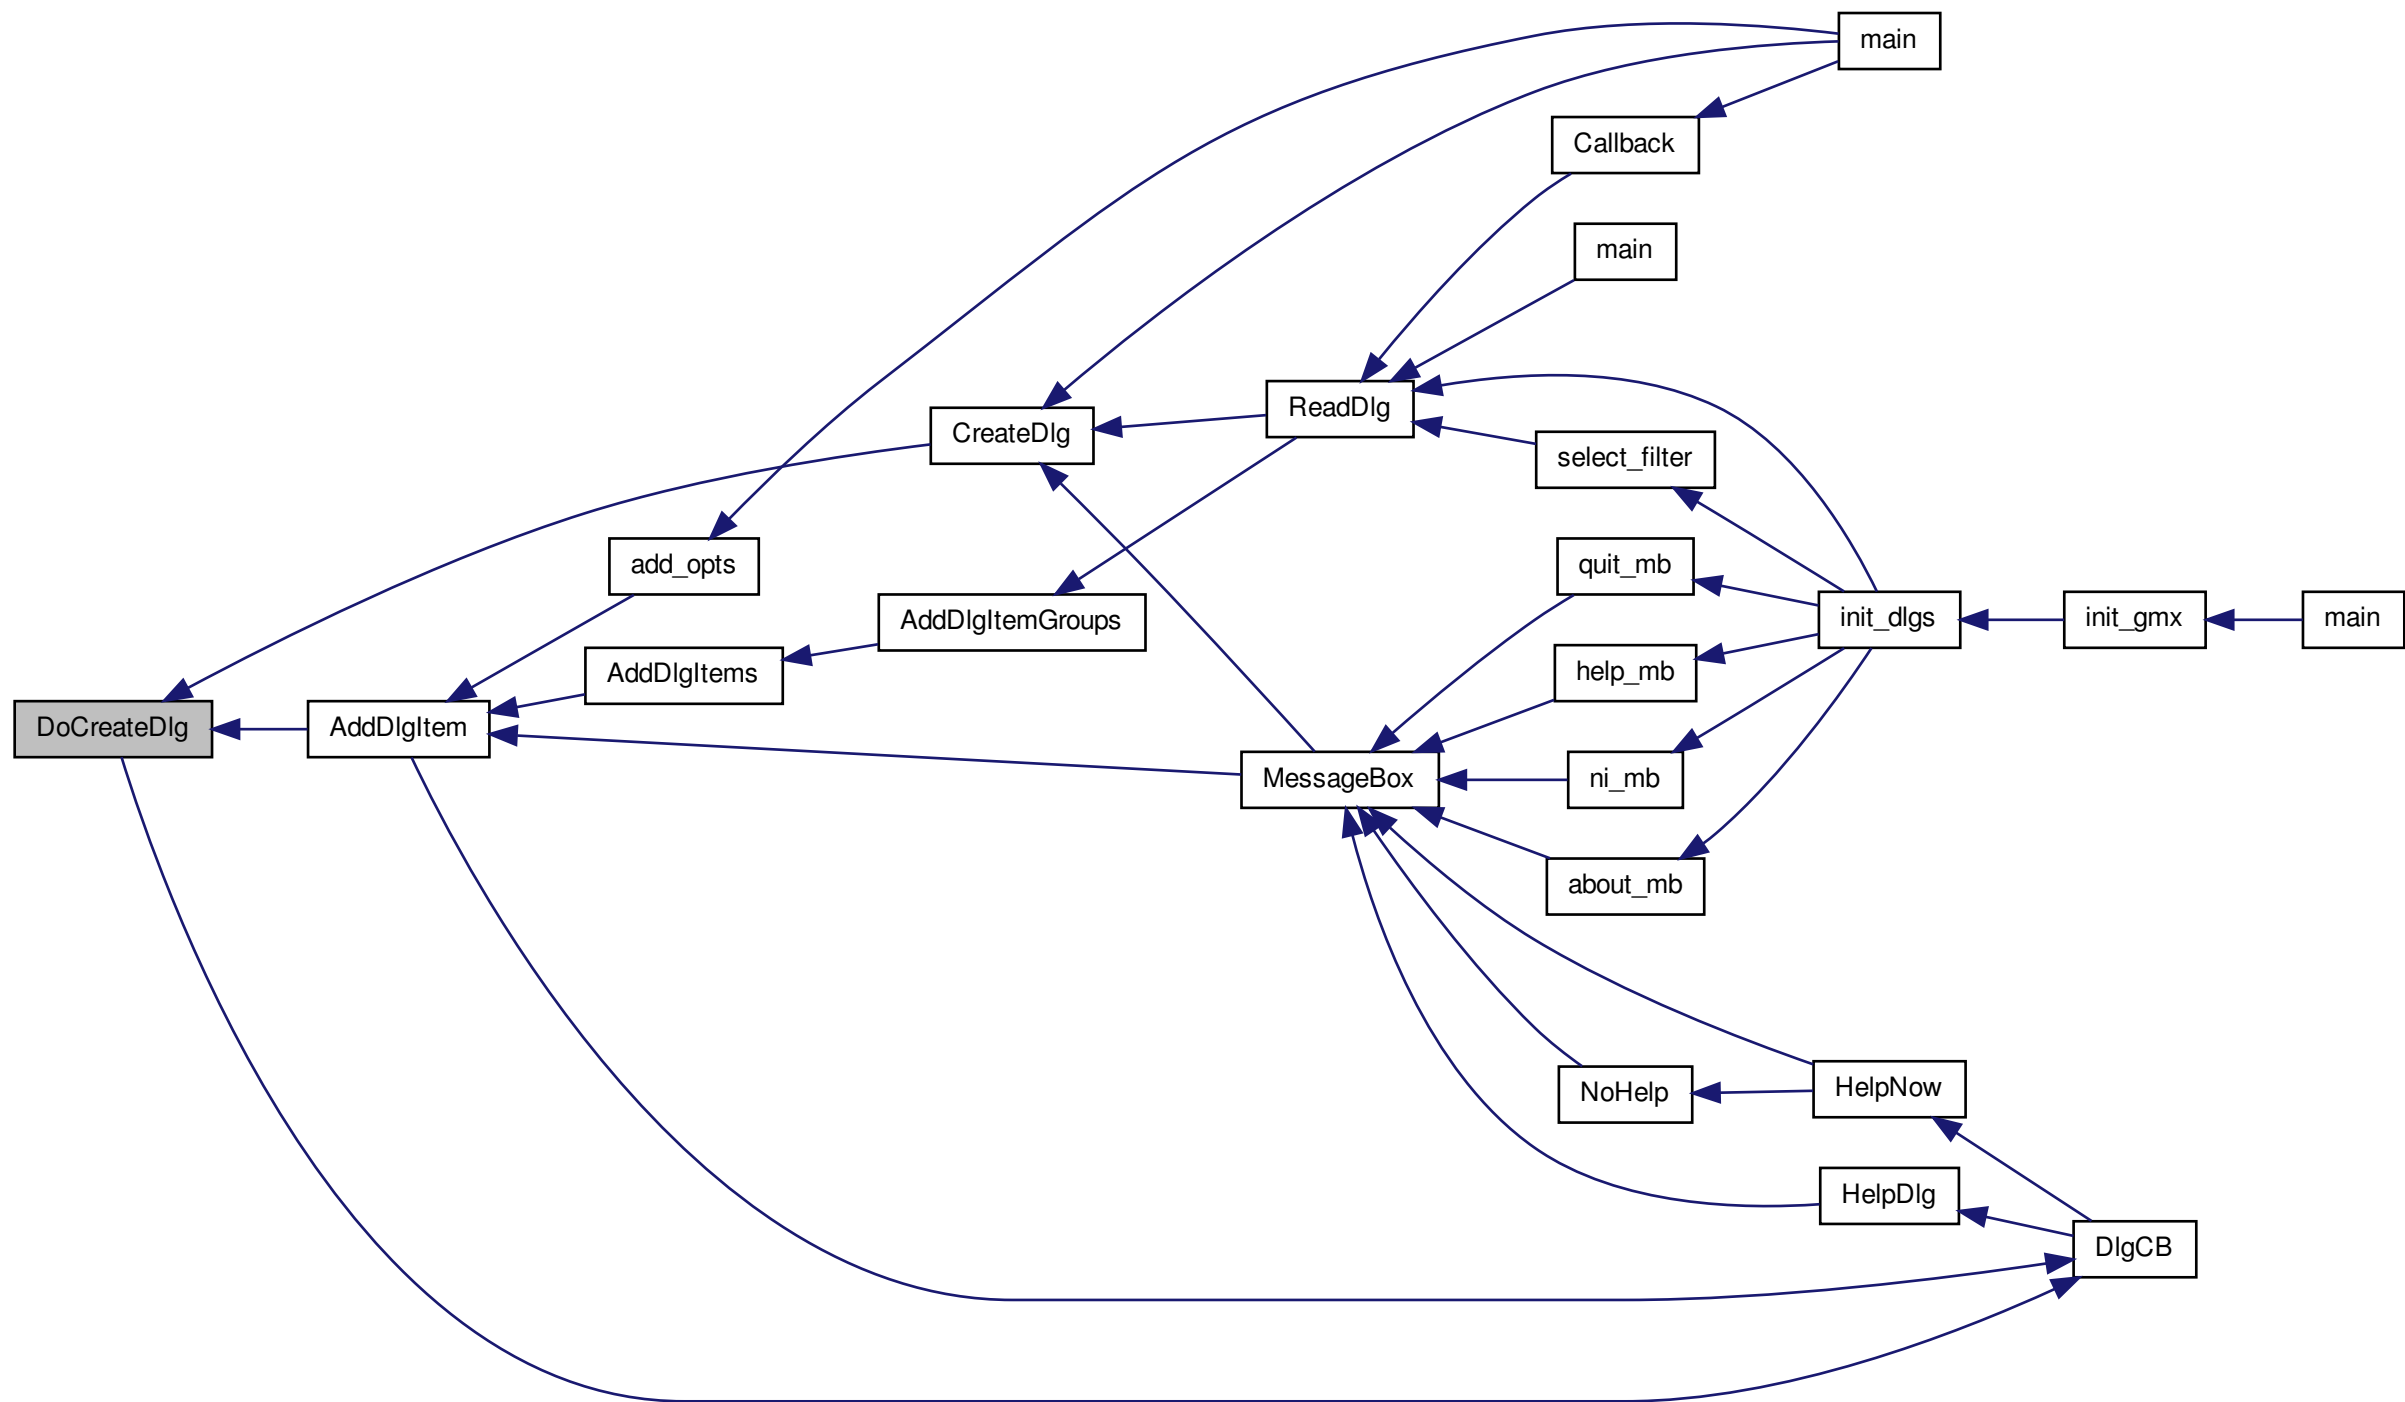 main
Callback
main
ReadDlg
CreateDlg
select_filter
add_opts
quit_mb
AddDlgItemGroups
init_dlgs
init_gmx
main
AddDlgItems
help_mb
DoCreateDlg
AddDlgItem
MessageBox
ni_mb
about_mb
NoHelp
HelpNow
HelpDlg
DlgCB